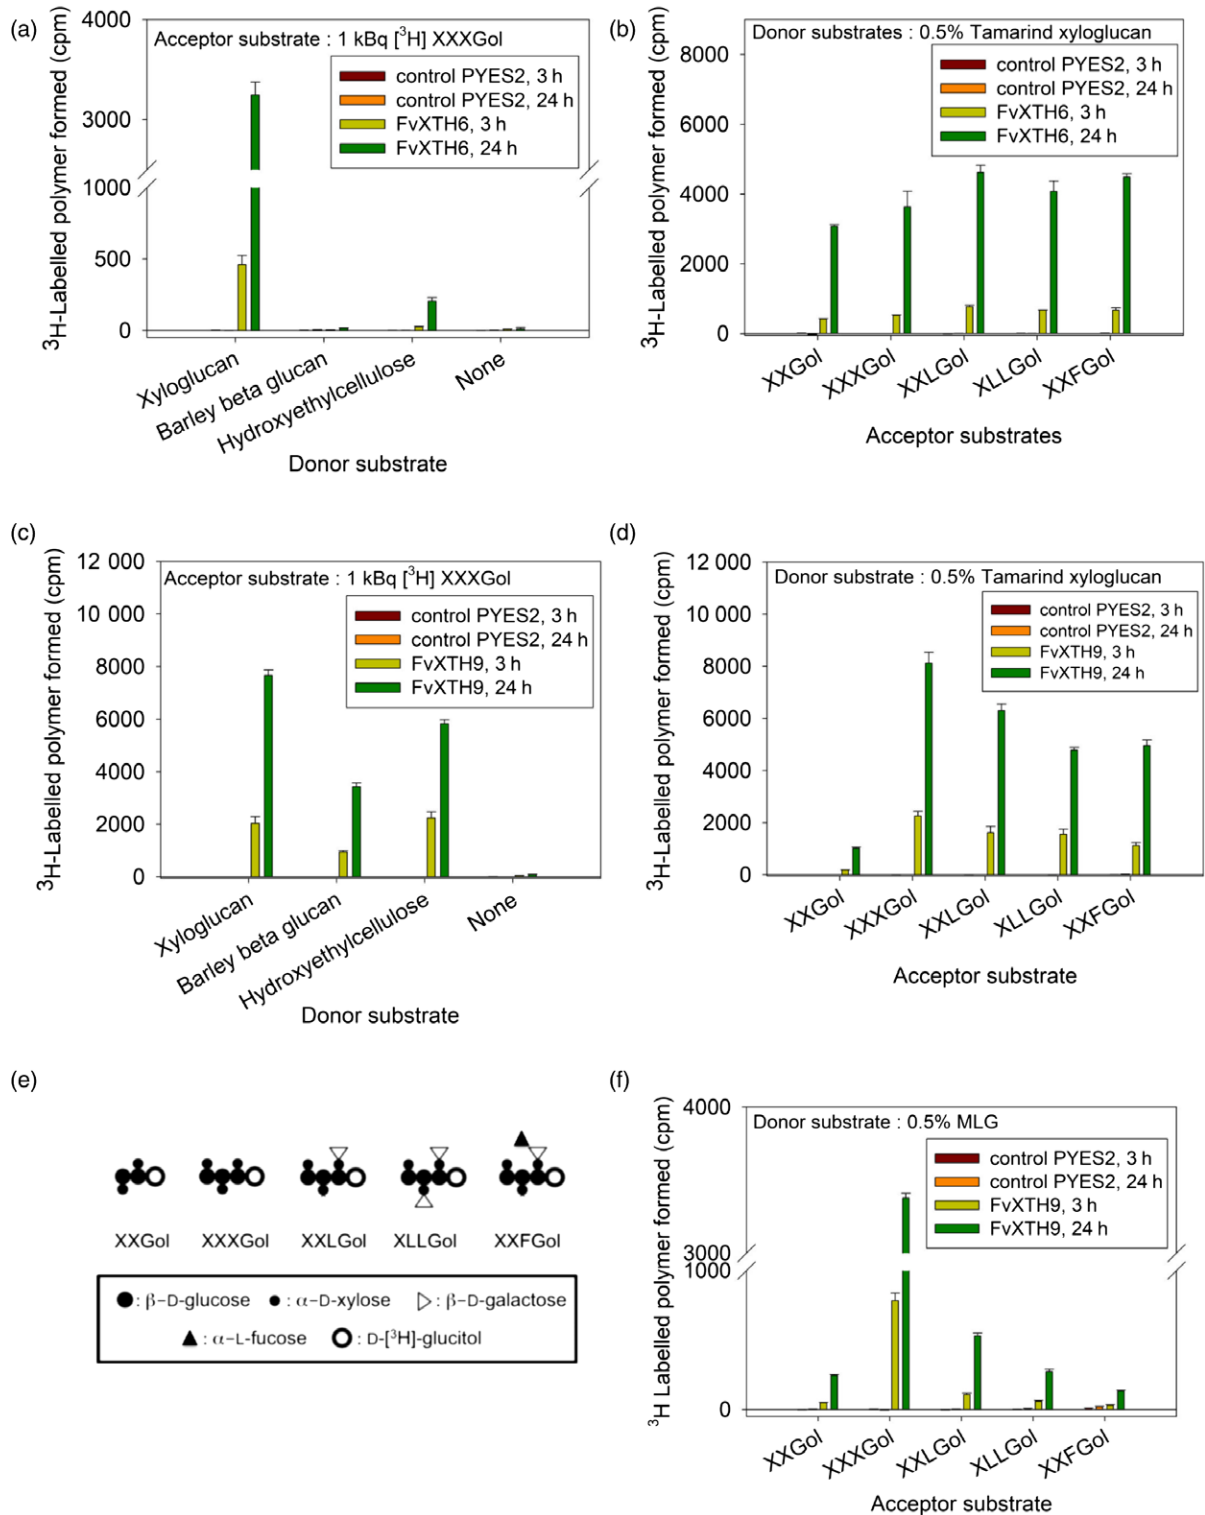 (a)
4000
3000
1000
500
0
³H-Labelled polymer formed (cpm)
Acceptor substrate : 1 kBq [³H] XXXGol
control PYES2, 3 h
control PYES2, 24 h
FvXTH6, 3 h
FvXTH6, 24 h
Xyloglucan
Barley beta glucan
Hydroxyethylcellulose
None
Donor substrate
(b)
8000
6000
4000
2000
0
³H-Labelled polymer formed (cpm)
Donor substrates : 0.5% Tamarind xyloglucan
control PYES2, 3 h
control PYES2, 24 h
FvXTH6, 3 h
FvXTH6, 24 h
XXGol
XXXGol
XXLGol
XLLGol
XXFGol
Acceptor substrates
(c)
12 000
10 000
8000
6000
4000
2000
0
³H-Labelled polymer formed (cpm)
Acceptor substrate : 1 kBq [³H] XXXGol
control PYES2, 3 h
control PYES2, 24 h
FvXTH9, 3 h
FvXTH9, 24 h
Xyloglucan
Barley beta glucan
Hydroxyethylcellulose
None
Donor substrate
(d)
12 000
10 000
8000
6000
4000
2000
0
³H-Labelled polymer formed (cpm)
Donor substrate : 0.5% Tamarind xyloglucan
control PYES2, 3 h
control PYES2, 24 h
FvXTH9, 3 h
FvXTH9, 24 h
XXGol
XXXGol
XXLGol
XLLGol
XXFGol
Acceptor substrate
(e)
XXGol XXXGol XXLGol XLLGol XXFGol
: β-D-glucose : α-D-xylose : β-D-galactose
: α-L-fucose : D-[³H]-glucitol
(f)
4000
3000
1000
0
³H Labelled polymer formed (cpm)
Donor substrate : 0.5% MLG
control PYES2, 3 h
control PYES2, 24 h
FvXTH9, 3 h
FvXTH9, 24 h
XXGol
XXXGol
XXLGol
XLLGol
XXFGol
Acceptor substrate